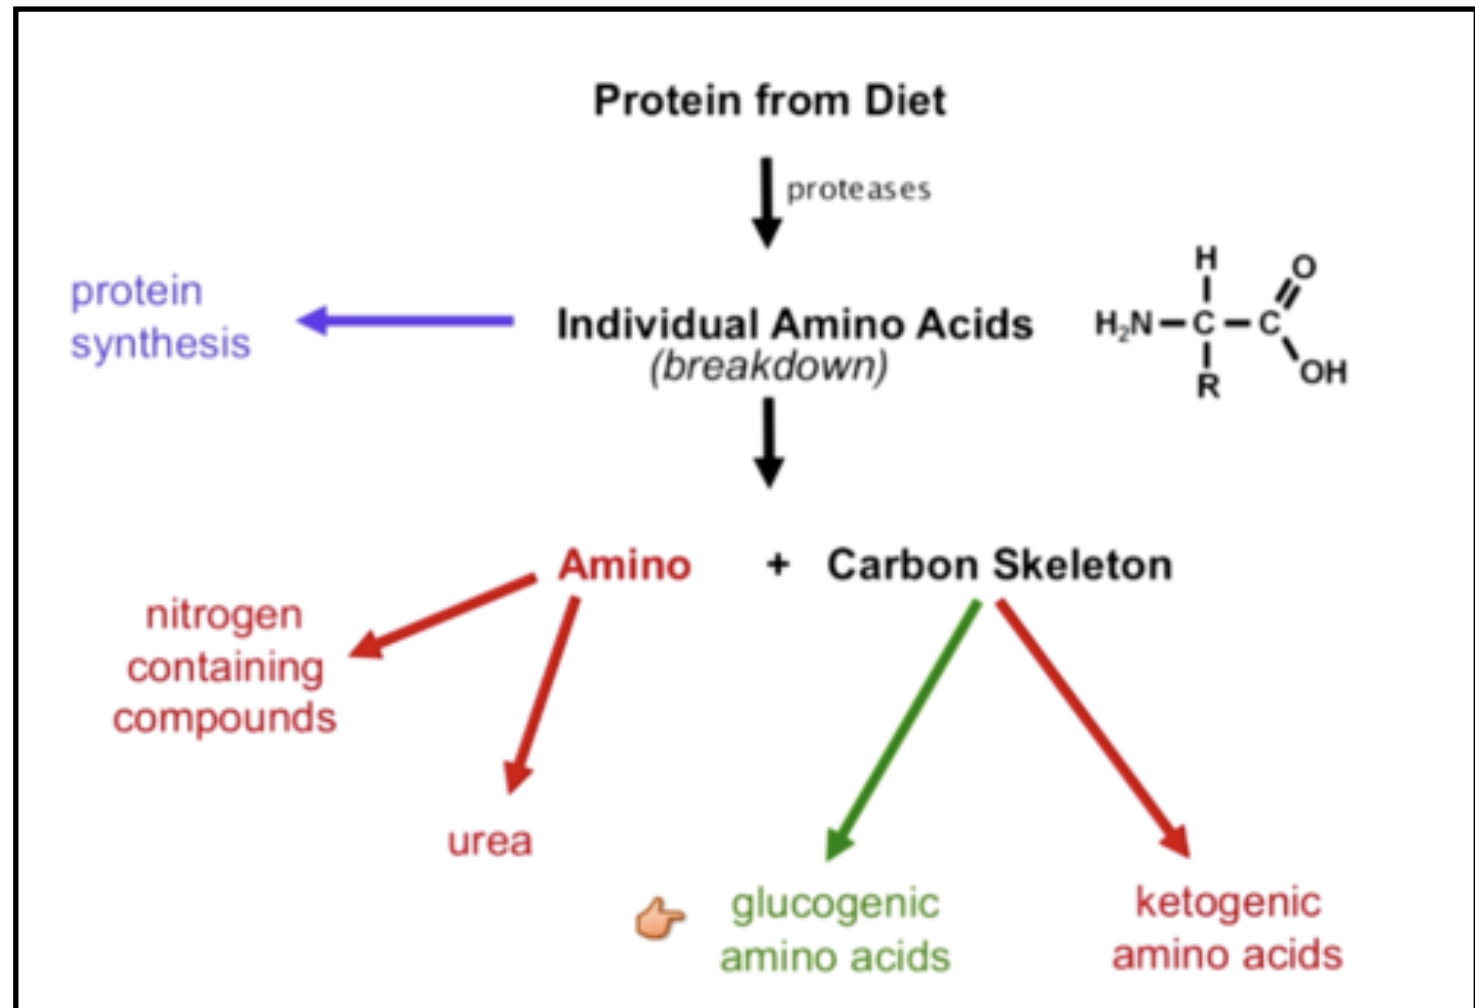 Protein from Diet
proteases
protein
synthesis
Individual Amino Acids
(breakdown)
H
O
H₂N–C–C
OH
R
Amino + Carbon Skeleton
nitrogen
containing
compounds
urea
glucogenic
amino acids
ketogenic
amino acids